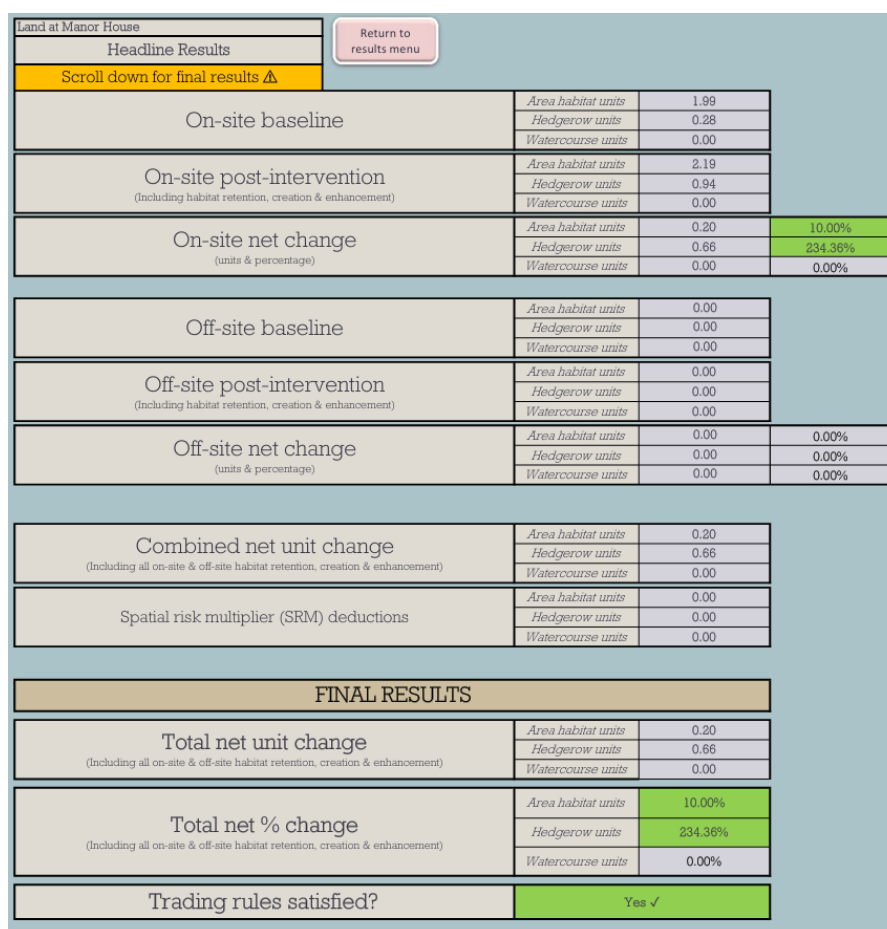 Land at Manor House
Return to
results menu
Headline Results
Scroll down for final results ⚠
On-site baseline
Area habitat units 1.99
Hedgerow units 0.28
Watercourse units 0.00
On-site post-intervention
(Including habitat retention, creation & enhancement)
Area habitat units 2.19
Hedgerow units 0.94
Watercourse units 0.00
On-site net change
(units & percentage)
Area habitat units 0.20 10.00%
Hedgerow units 0.66 234.36%
Watercourse units 0.00 0.00%
Off-site baseline
Area habitat units 0.00
Hedgerow units 0.00
Watercourse units 0.00
Off-site post-intervention
(Including habitat retention, creation & enhancement)
Area habitat units 0.00
Hedgerow units 0.00
Watercourse units 0.00
Off-site net change
(units & percentage)
Area habitat units 0.00 0.00%
Hedgerow units 0.00 0.00%
Watercourse units 0.00 0.00%
Combined net unit change
(Including all on-site & off-site habitat retention, creation & enhancement)
Area habitat units 0.20
Hedgerow units 0.66
Watercourse units 0.00
Spatial risk multiplier (SRM) deductions
Area habitat units 0.00
Hedgerow units 0.00
Watercourse units 0.00
FINAL RESULTS
Total net unit change
(Including all on-site & off-site habitat retention, creation & enhancement)
Area habitat units 0.20
Hedgerow units 0.66
Watercourse units 0.00
Total net % change
(Including all on-site & off-site habitat retention, creation & enhancement)
Area habitat units 10.00%
Hedgerow units 234.36%
Watercourse units 0.00%
Trading rules satisfied?
Yes ✓